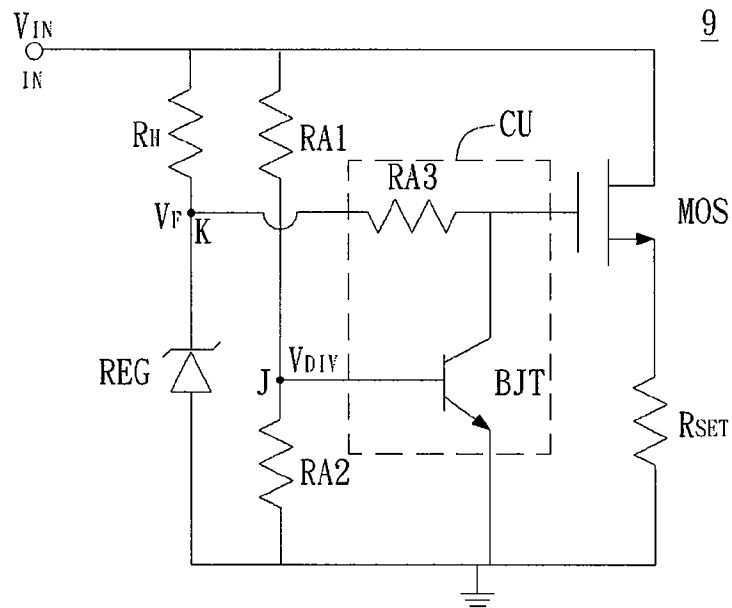 VIN
9
IN
CU
RH
RA1
RA3
MOS
VF
K
REG
VDIV
J
BJT
RSET
RA2